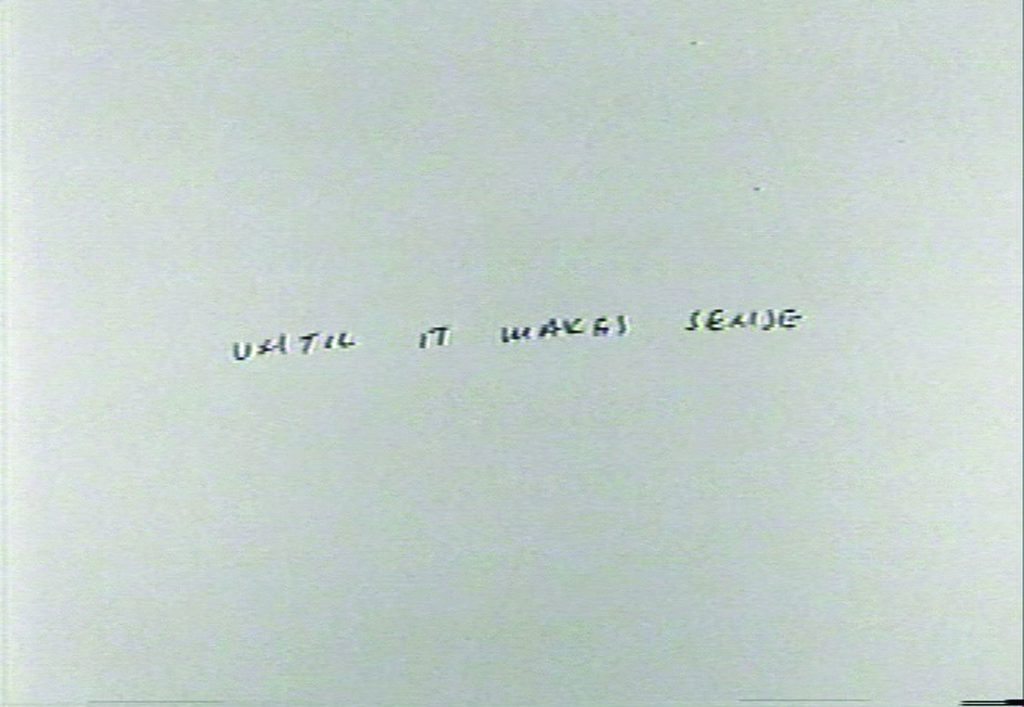 UNTIL IT MAKES SENSE